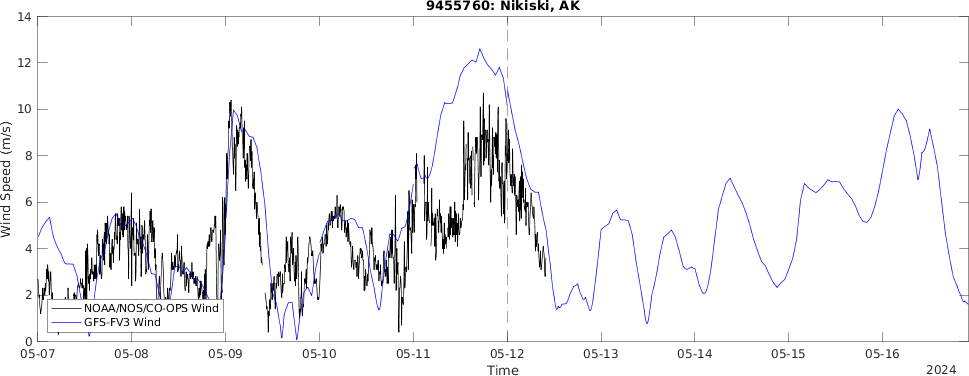 9455760: Nikiski, AK
14
12
10
8
6
4
2
0
Wind Speed (m/s)
NOAA/NOS/CO-OPS Wind
GFS-FV3 Wind
05-07 05-08 05-09 05-10 05-11 05-12 05-13 05-14 05-15 05-16
Time
2024